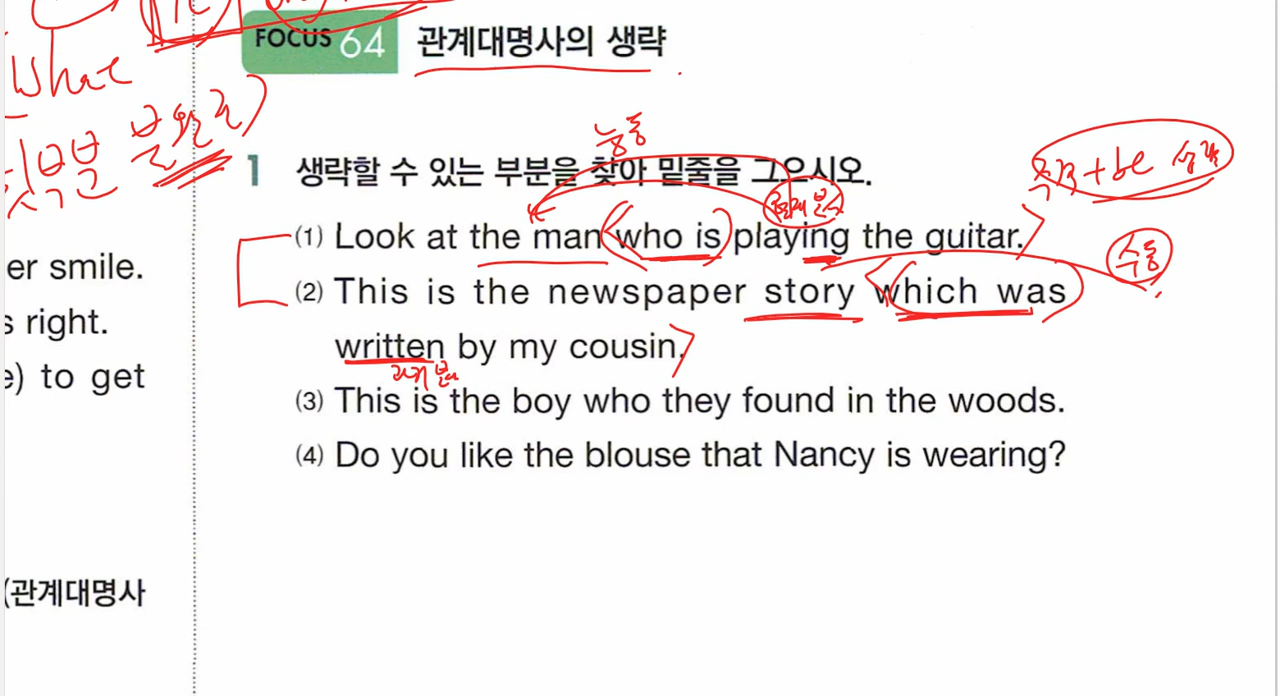 What
불완전)
FOCUS 64 관계대명사의 생략
능동
1 생략할 수 있는 부분을 찾아 밑줄을 그으시오.
주격+be 생략
현재분사
(1) Look at the man who is playing the guitar.
수동
er smile.
(2) This is the newspaper story which was
s right.
written by my cousin.
과거분사
e) to get
(3) This is the boy who they found in the woods.
(4) Do you like the blouse that Nancy is wearing?
(관계대명사